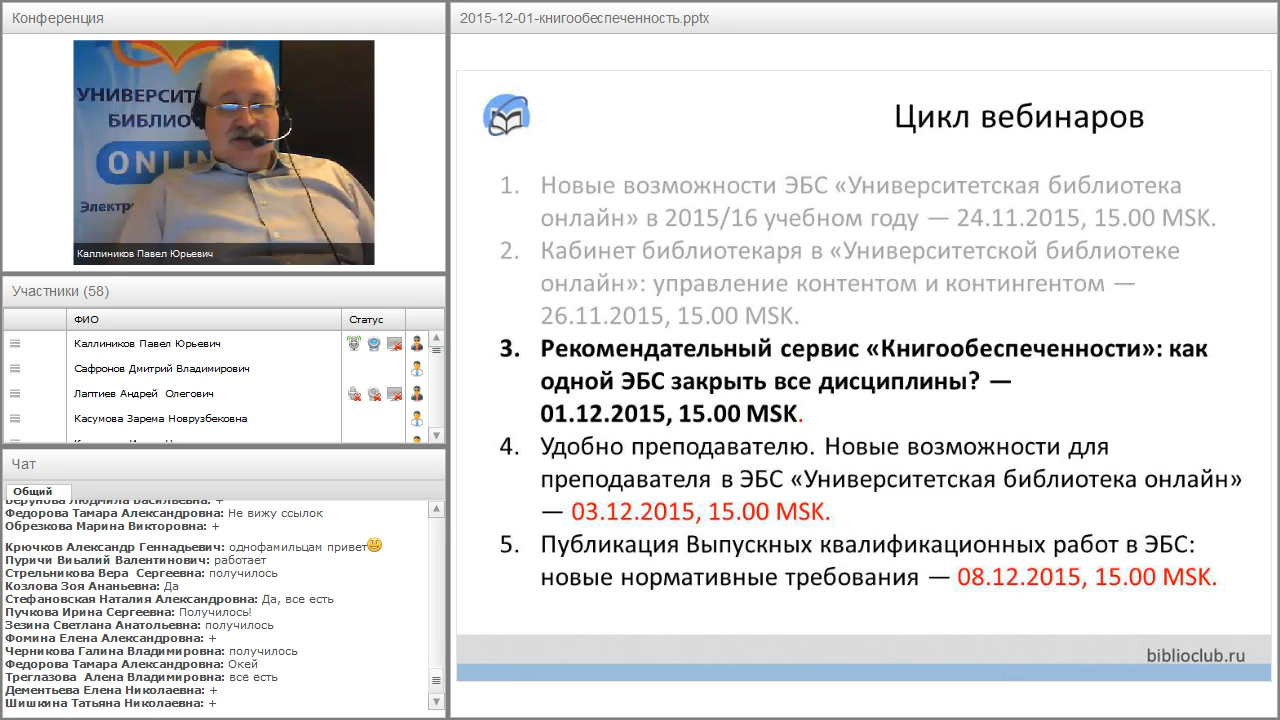 Конференция
УНИВЕРСИТ
БИБЛИО
ONLIN
Электро
Каллиников Павел Юрьевич
Участники (58)
ФИО
Статус
Каллиников Павел Юрьевич
Сафронов Дмитрий Владимирович
Лаптиев Андрей Олегович
Касумова ЗаремаНоврузбековна
Чат
Общий
Берунова Людмила Васильевна: +
Федорова Тамара Александровна: Не вижу ссылок
Обрезкова Марина Викторовна: +
Крючков Александр Геннадьевич: однофамильцам привет
Пуричи Виьалий Валентинович: работает
Стрельникова Вера Сергеевна: получилось
Козлова Зоя Ананьевна: Да
Стефановская Наталия Александровна: Да, все есть
Пучкова Ирина Сергеевна: Получилось!
Зезина Светлана Анатольевна: получилось
Фомина Елена Александровна: +
Черникова Галина Владимировна: получилось
Федорова Тамара Александровна: Окей
Треглазова Алена Владимировна: все есть
Дементьева Елена Николаевна: +
Шишкина Татьяна Николаевна: +
2015-12-01-книгообеспеченность.pptx
Цикл вебинаров
1. Новые возможности ЭБС «Университетская библиотека
онлайн» в 2015/16 учебном году — 24.11.2015, 15.00 MSK.
2. Кабинет библиотекаря в «Университетской библиотеке
онлайн»: управление контентом и контингентом —
26.11.2015, 15.00 MSK.
3. Рекомендательный сервис «Книгообеспеченности»: как
одной ЭБС закрыть все дисциплины? —
01.12.2015, 15.00 MSK.
4. Удобно преподавателю. Новые возможности для
преподавателя в ЭБС «Университетская библиотека онлайн»
— 03.12.2015, 15.00 MSK.
5. Публикация Выпускных квалификационных работ в ЭБС:
новые нормативные требования — 08.12.2015, 15.00 MSK.
biblioclub.ru